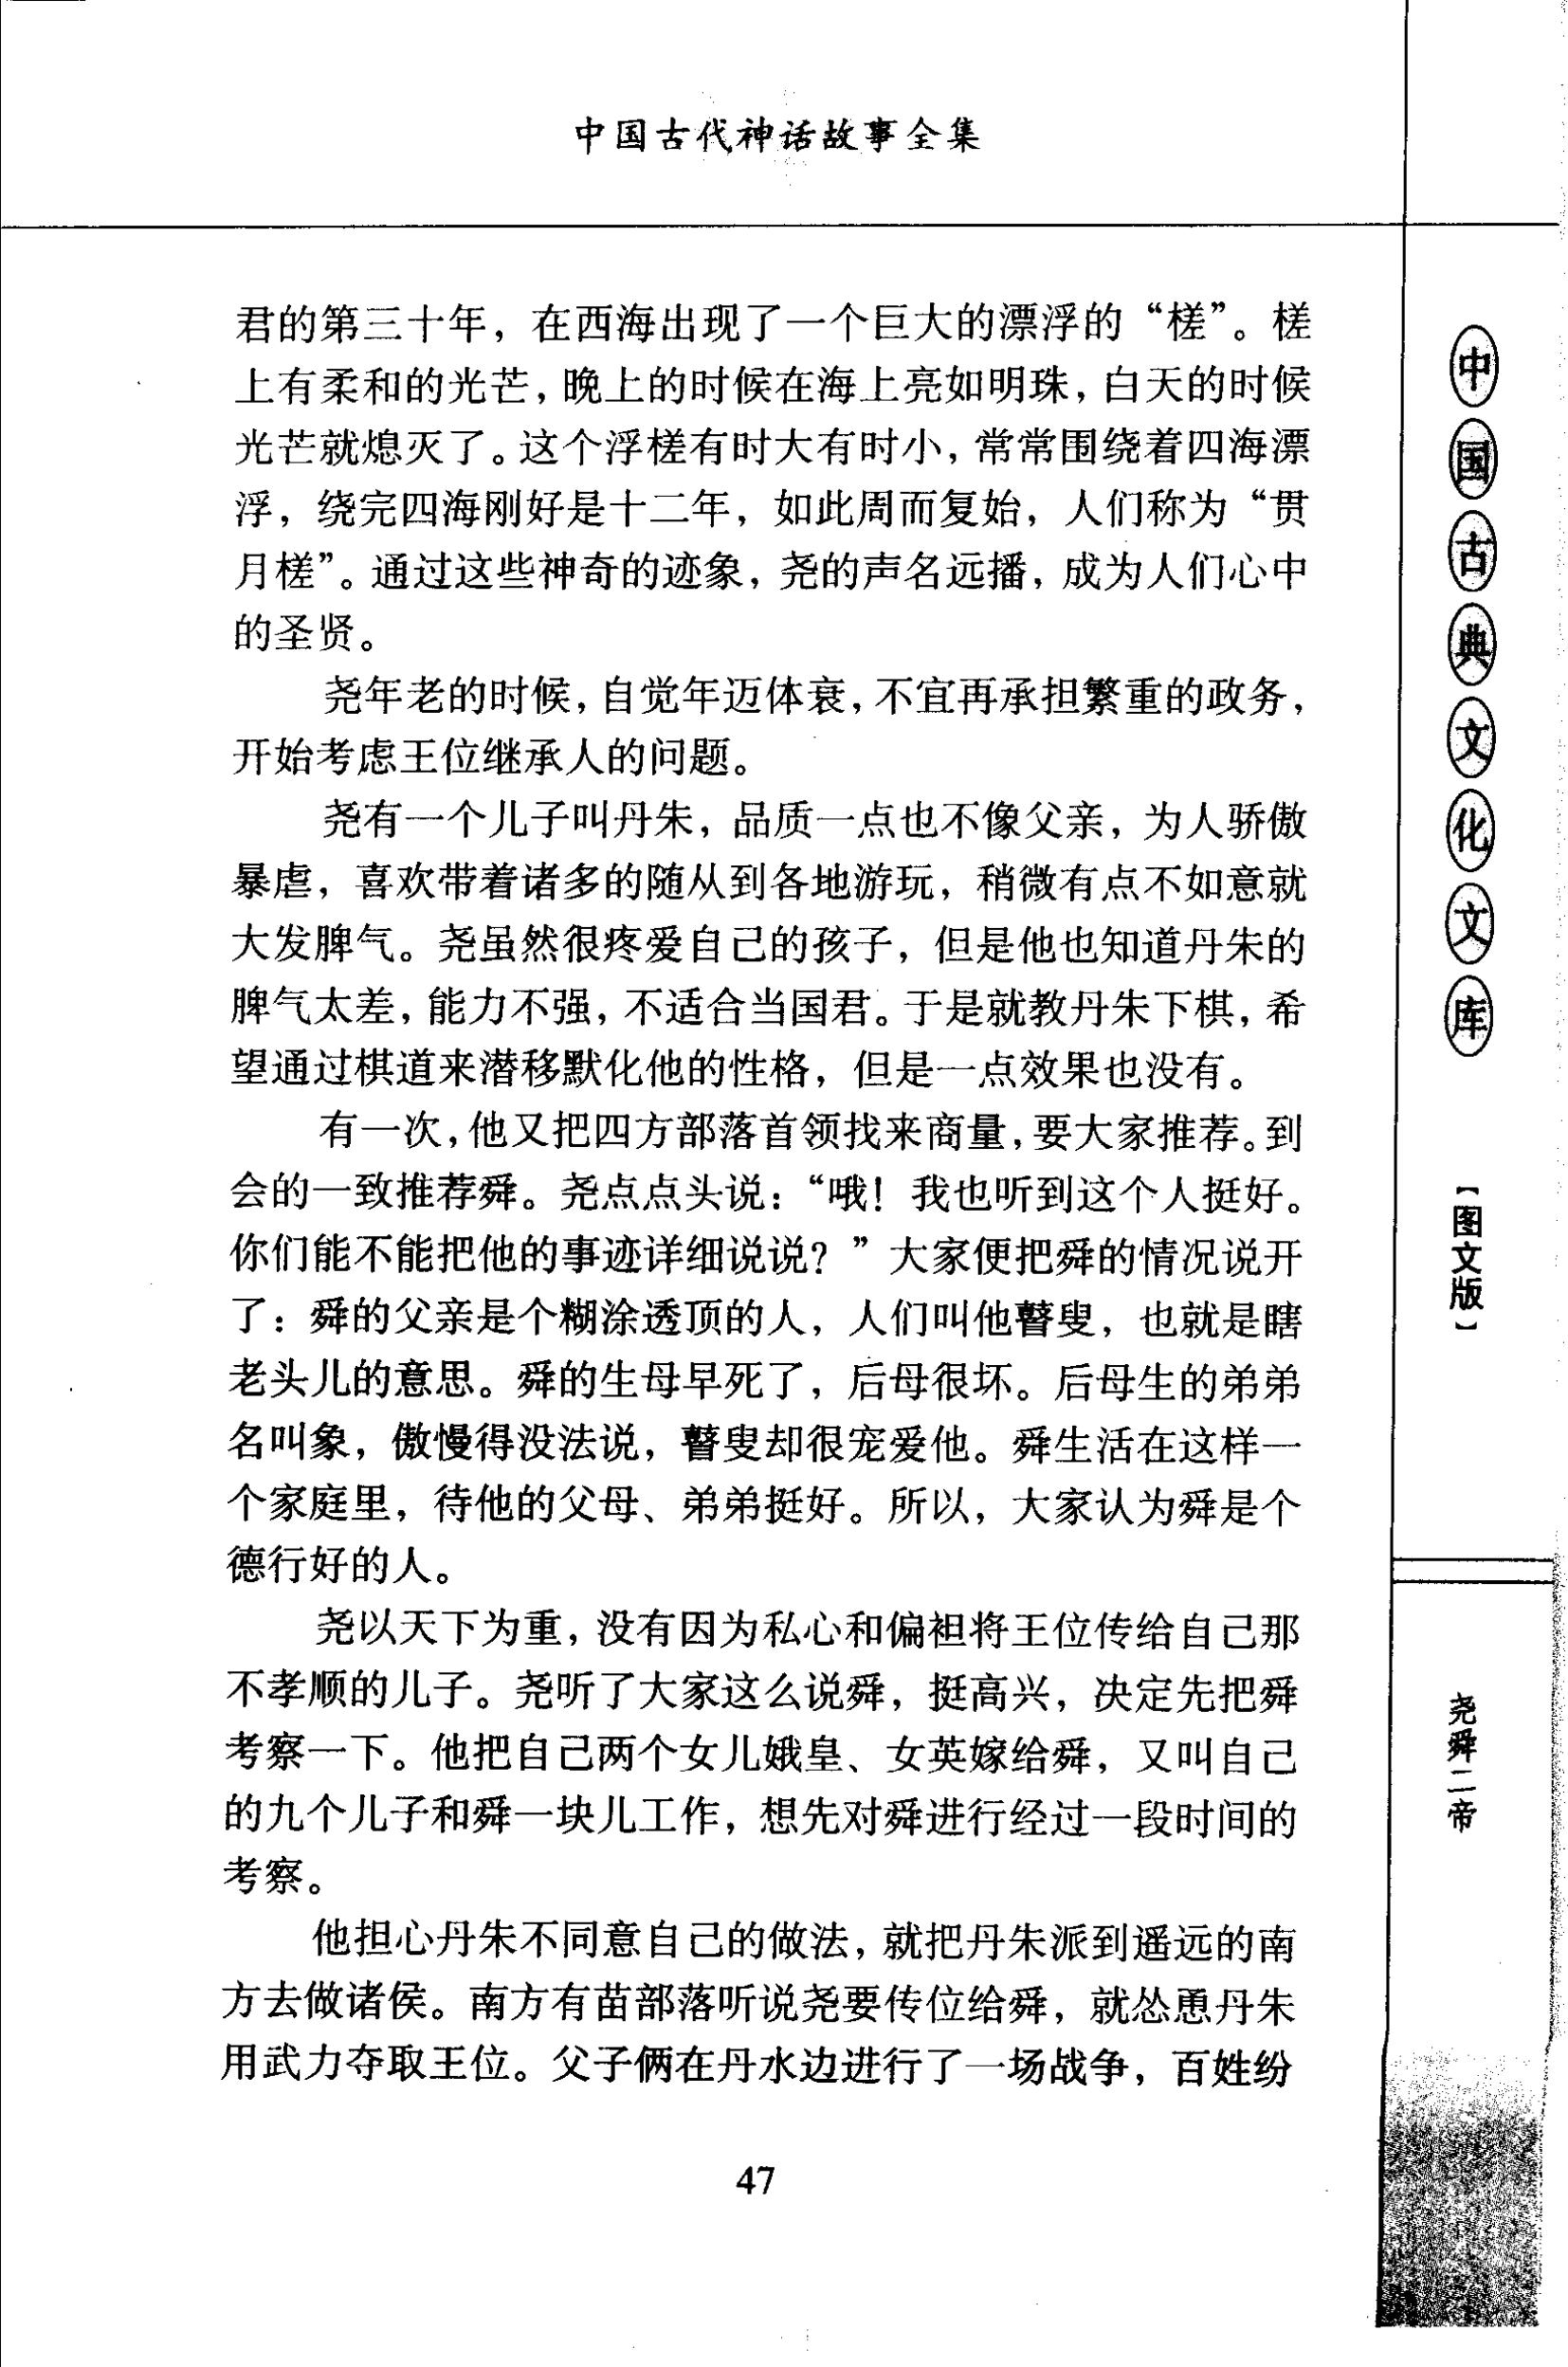 中国古代神话故事全集
君的第三十年，在西海出现了一个巨大的漂浮的“槎”。槎
上有柔和的光芒，晚上的时候在海上亮如明珠，白天的时候
光芒就熄灭了。这个浮槎有时大有时小，常常围绕着四海漂
浮，绕完四海刚好是十二年，如此周而复始，人们称为“贯
月槎”。通过这些神奇的迹象，尧的声名远播，成为人们心中
的圣贤。
尧年老的时候，自觉年迈体衰，不宜再承担繁重的政务，
开始考虑王位继承人的问题。
尧有一个儿子叫丹朱，品质一点也不像父亲，为人骄傲
暴虐，喜欢带着诸多的随从到各地游玩，稍微有点不如意就
大发脾气。尧虽然很疼爱自己的孩子，但是他也知道丹朱的
脾气太差，能力不强，不适合当国君。于是就教丹朱下棋，希
望通过棋道来潜移默化他的性格，但是一点效果也没有。
有一次，他又把四方部落首领找来商量，要大家推荐。到
会的一致推荐舜。尧点点头说：“哦！我也听到这个人挺好。
你们能不能把他的事迹详细说说？”大家便把舜的情况说开
了：舜的父亲是个糊涂透顶的人，人们叫他瞽叟，也就是瞎
老头儿的意思。舜的生母早死了，后母很坏。后母生的弟弟
名叫象，傲慢得没法说，瞽叟却很宠爱他。舜生活在这样一
个家庭里，待他的父母、弟弟挺好。所以，大家认为舜是个
德行好的人。
尧以天下为重，没有因为私心和偏袒将王位传给自己那
不孝顺的儿子。尧听了大家这么说舜，挺高兴，决定先把舜
考察一下。他把自己两个女儿娥皇、女英嫁给舜，又叫自己
的九个儿子和舜一块儿工作，想先对舜进行经过一段时间的
考察。
他担心丹朱不同意自己的做法，就把丹朱派到遥远的南
方去做诸侯。南方有苗部落听说尧要传位给舜，就怂恿丹朱
用武力夺取王位。父子俩在丹水边进行了一场战争，百姓纷
47
中国古典文化文库
【图文版】
尧舜二帝